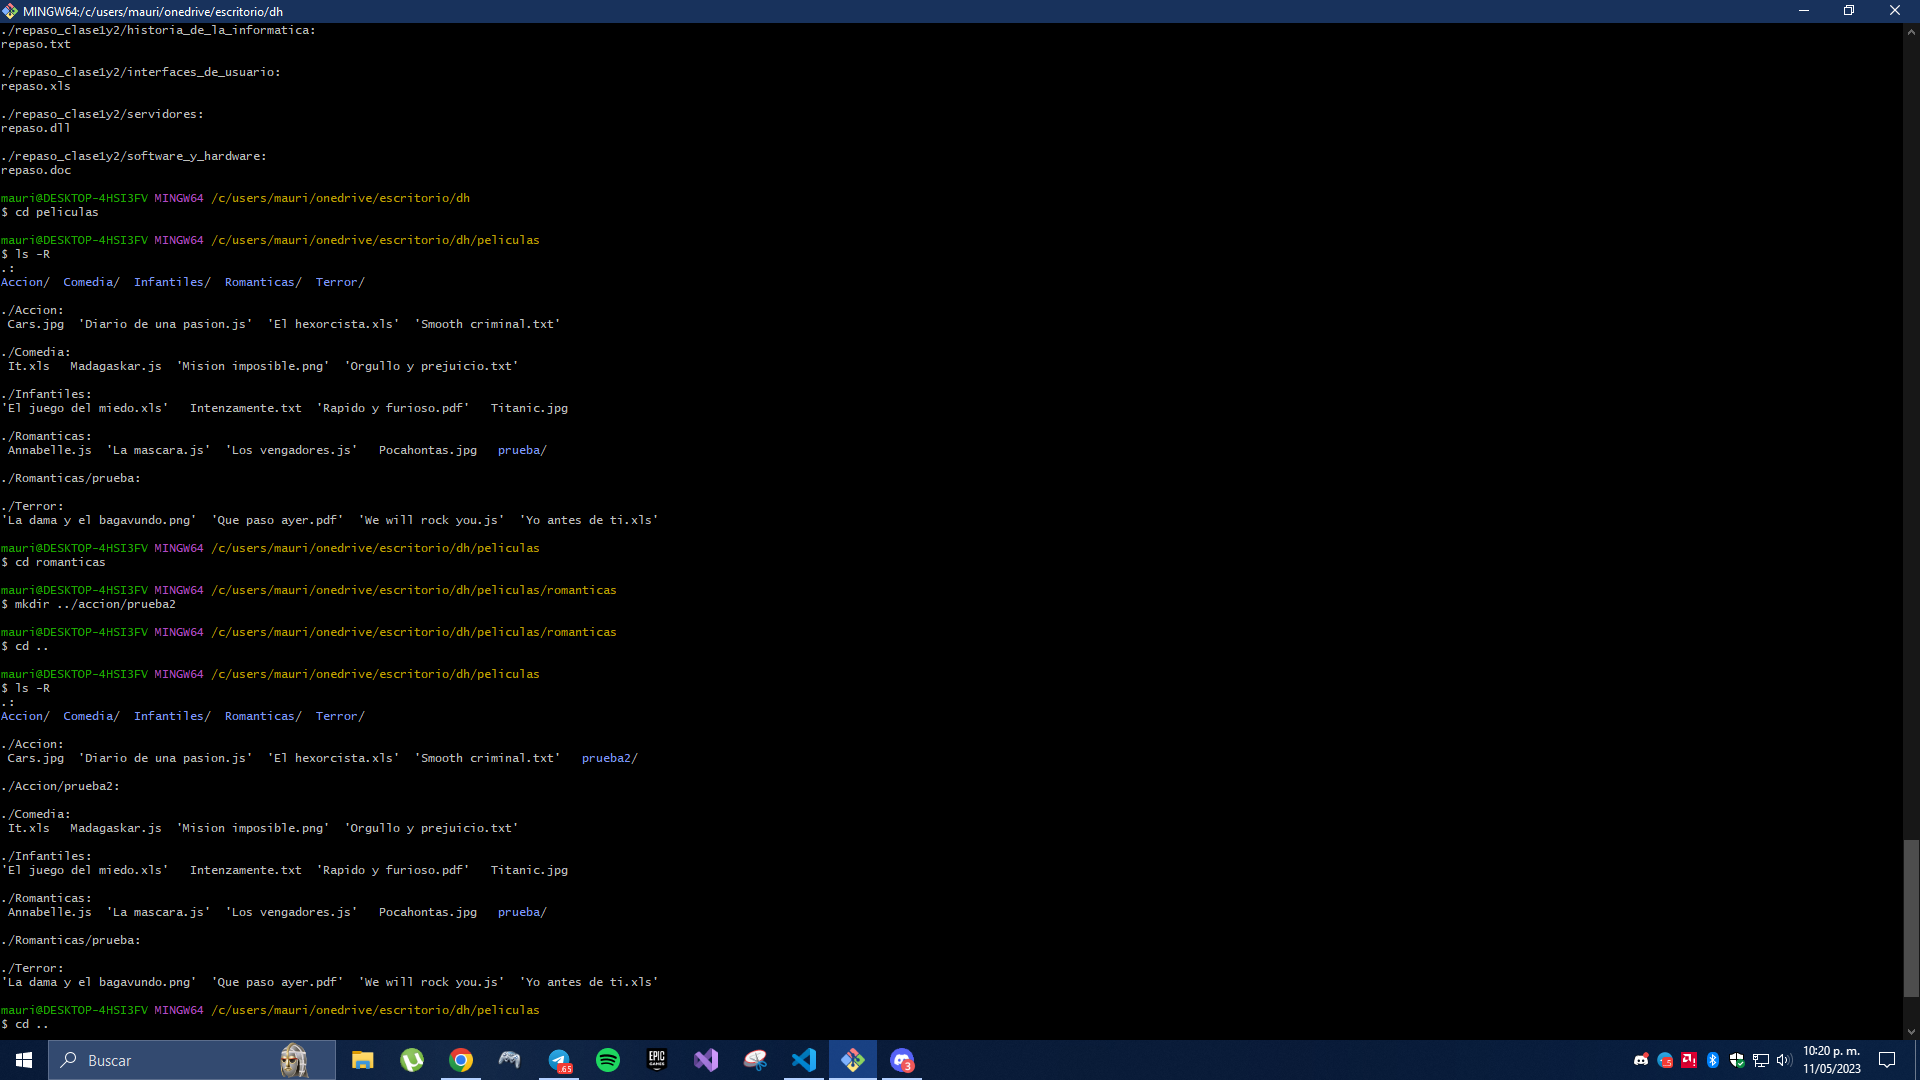 MINGW64:/c/users/mauri/onedrive/escritorio/dh
./repaso_clase1y2/historia_de_la_informatica:
repaso.txt
./repaso_clase1y2/interfaces_de_usuario:
repaso.xls
./repaso_clase1y2/servidores:
repaso.dll
./repaso_clase1y2/software_y_hardware:
repaso.doc
mauri@DESKTOP-4HSI3FV MINGW64 /c/users/mauri/onedrive/escritorio/dh
$ cd peliculas
mauri@DESKTOP-4HSI3FV MINGW64 /c/users/mauri/onedrive/escritorio/dh/peliculas
$ ls -R
.:
Accion/  Comedia/  Infantiles/  Romanticas/  Terror/
./Accion:
 Cars.jpg  'Diario de una pasion.js'  'El hexorcista.xls'  'Smooth criminal.txt'
./Comedia:
 It.xls   Madagaskar.js  'Mision imposible.png'  'Orgullo y prejuicio.txt'
./Infantiles:
'El juego del miedo.xls'   Intenzamente.txt  'Rapido y furioso.pdf'   Titanic.jpg
./Romanticas:
 Annabelle.js  'La mascara.js'  'Los vengadores.js'   Pocahontas.jpg   prueba/
./Romanticas/prueba:
./Terror:
'La dama y el bagavundo.png'  'Que paso ayer.pdf'  'We will rock you.js'  'Yo antes de ti.xls'
mauri@DESKTOP-4HSI3FV MINGW64 /c/users/mauri/onedrive/escritorio/dh/peliculas
$ cd romanticas
mauri@DESKTOP-4HSI3FV MINGW64 /c/users/mauri/onedrive/escritorio/dh/peliculas/romanticas
$ mkdir ../accion/prueba2
mauri@DESKTOP-4HSI3FV MINGW64 /c/users/mauri/onedrive/escritorio/dh/peliculas/romanticas
$ cd ..
mauri@DESKTOP-4HSI3FV MINGW64 /c/users/mauri/onedrive/escritorio/dh/peliculas
$ ls -R
.:
Accion/  Comedia/  Infantiles/  Romanticas/  Terror/
./Accion:
 Cars.jpg  'Diario de una pasion.js'  'El hexorcista.xls'  'Smooth criminal.txt'   prueba2/
./Accion/prueba2:
./Comedia:
 It.xls   Madagaskar.js  'Mision imposible.png'  'Orgullo y prejuicio.txt'
./Infantiles:
'El juego del miedo.xls'   Intenzamente.txt  'Rapido y furioso.pdf'   Titanic.jpg
./Romanticas:
 Annabelle.js  'La mascara.js'  'Los vengadores.js'   Pocahontas.jpg   prueba/
./Romanticas/prueba:
./Terror:
'La dama y el bagavundo.png'  'Que paso ayer.pdf'  'We will rock you.js'  'Yo antes de ti.xls'
mauri@DESKTOP-4HSI3FV MINGW64 /c/users/mauri/onedrive/escritorio/dh/peliculas
$ cd ..
Buscar
EPIC GAMES
3
10:20 p. m.
11/05/2023